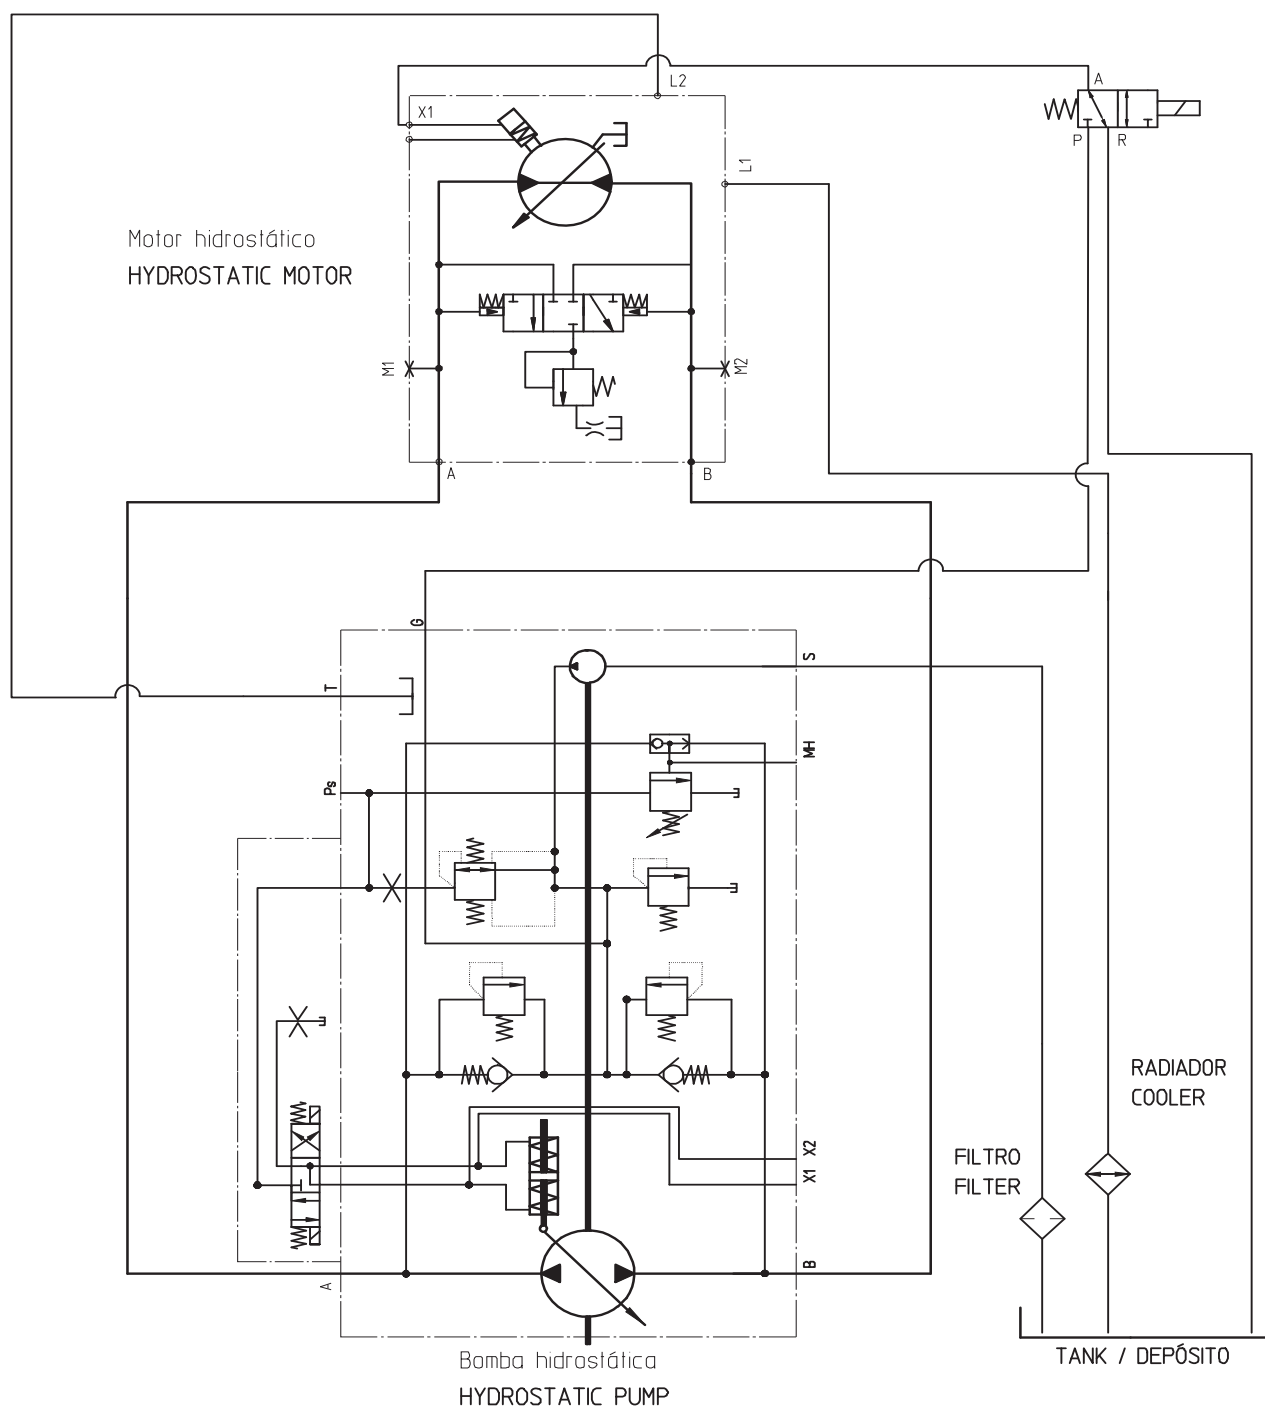 L2
A
X1
P
R
L1
Motor hidrostático
HYDROSTATIC MOTOR
M1
M2
A
B
G
S
T
MH
Ps
RADIADOR
COOLER
X2
FILTRO
FILTER
X1
B
A
TANK / DEPÓSITO
Bomba hidrostática
HYDROSTATIC PUMP